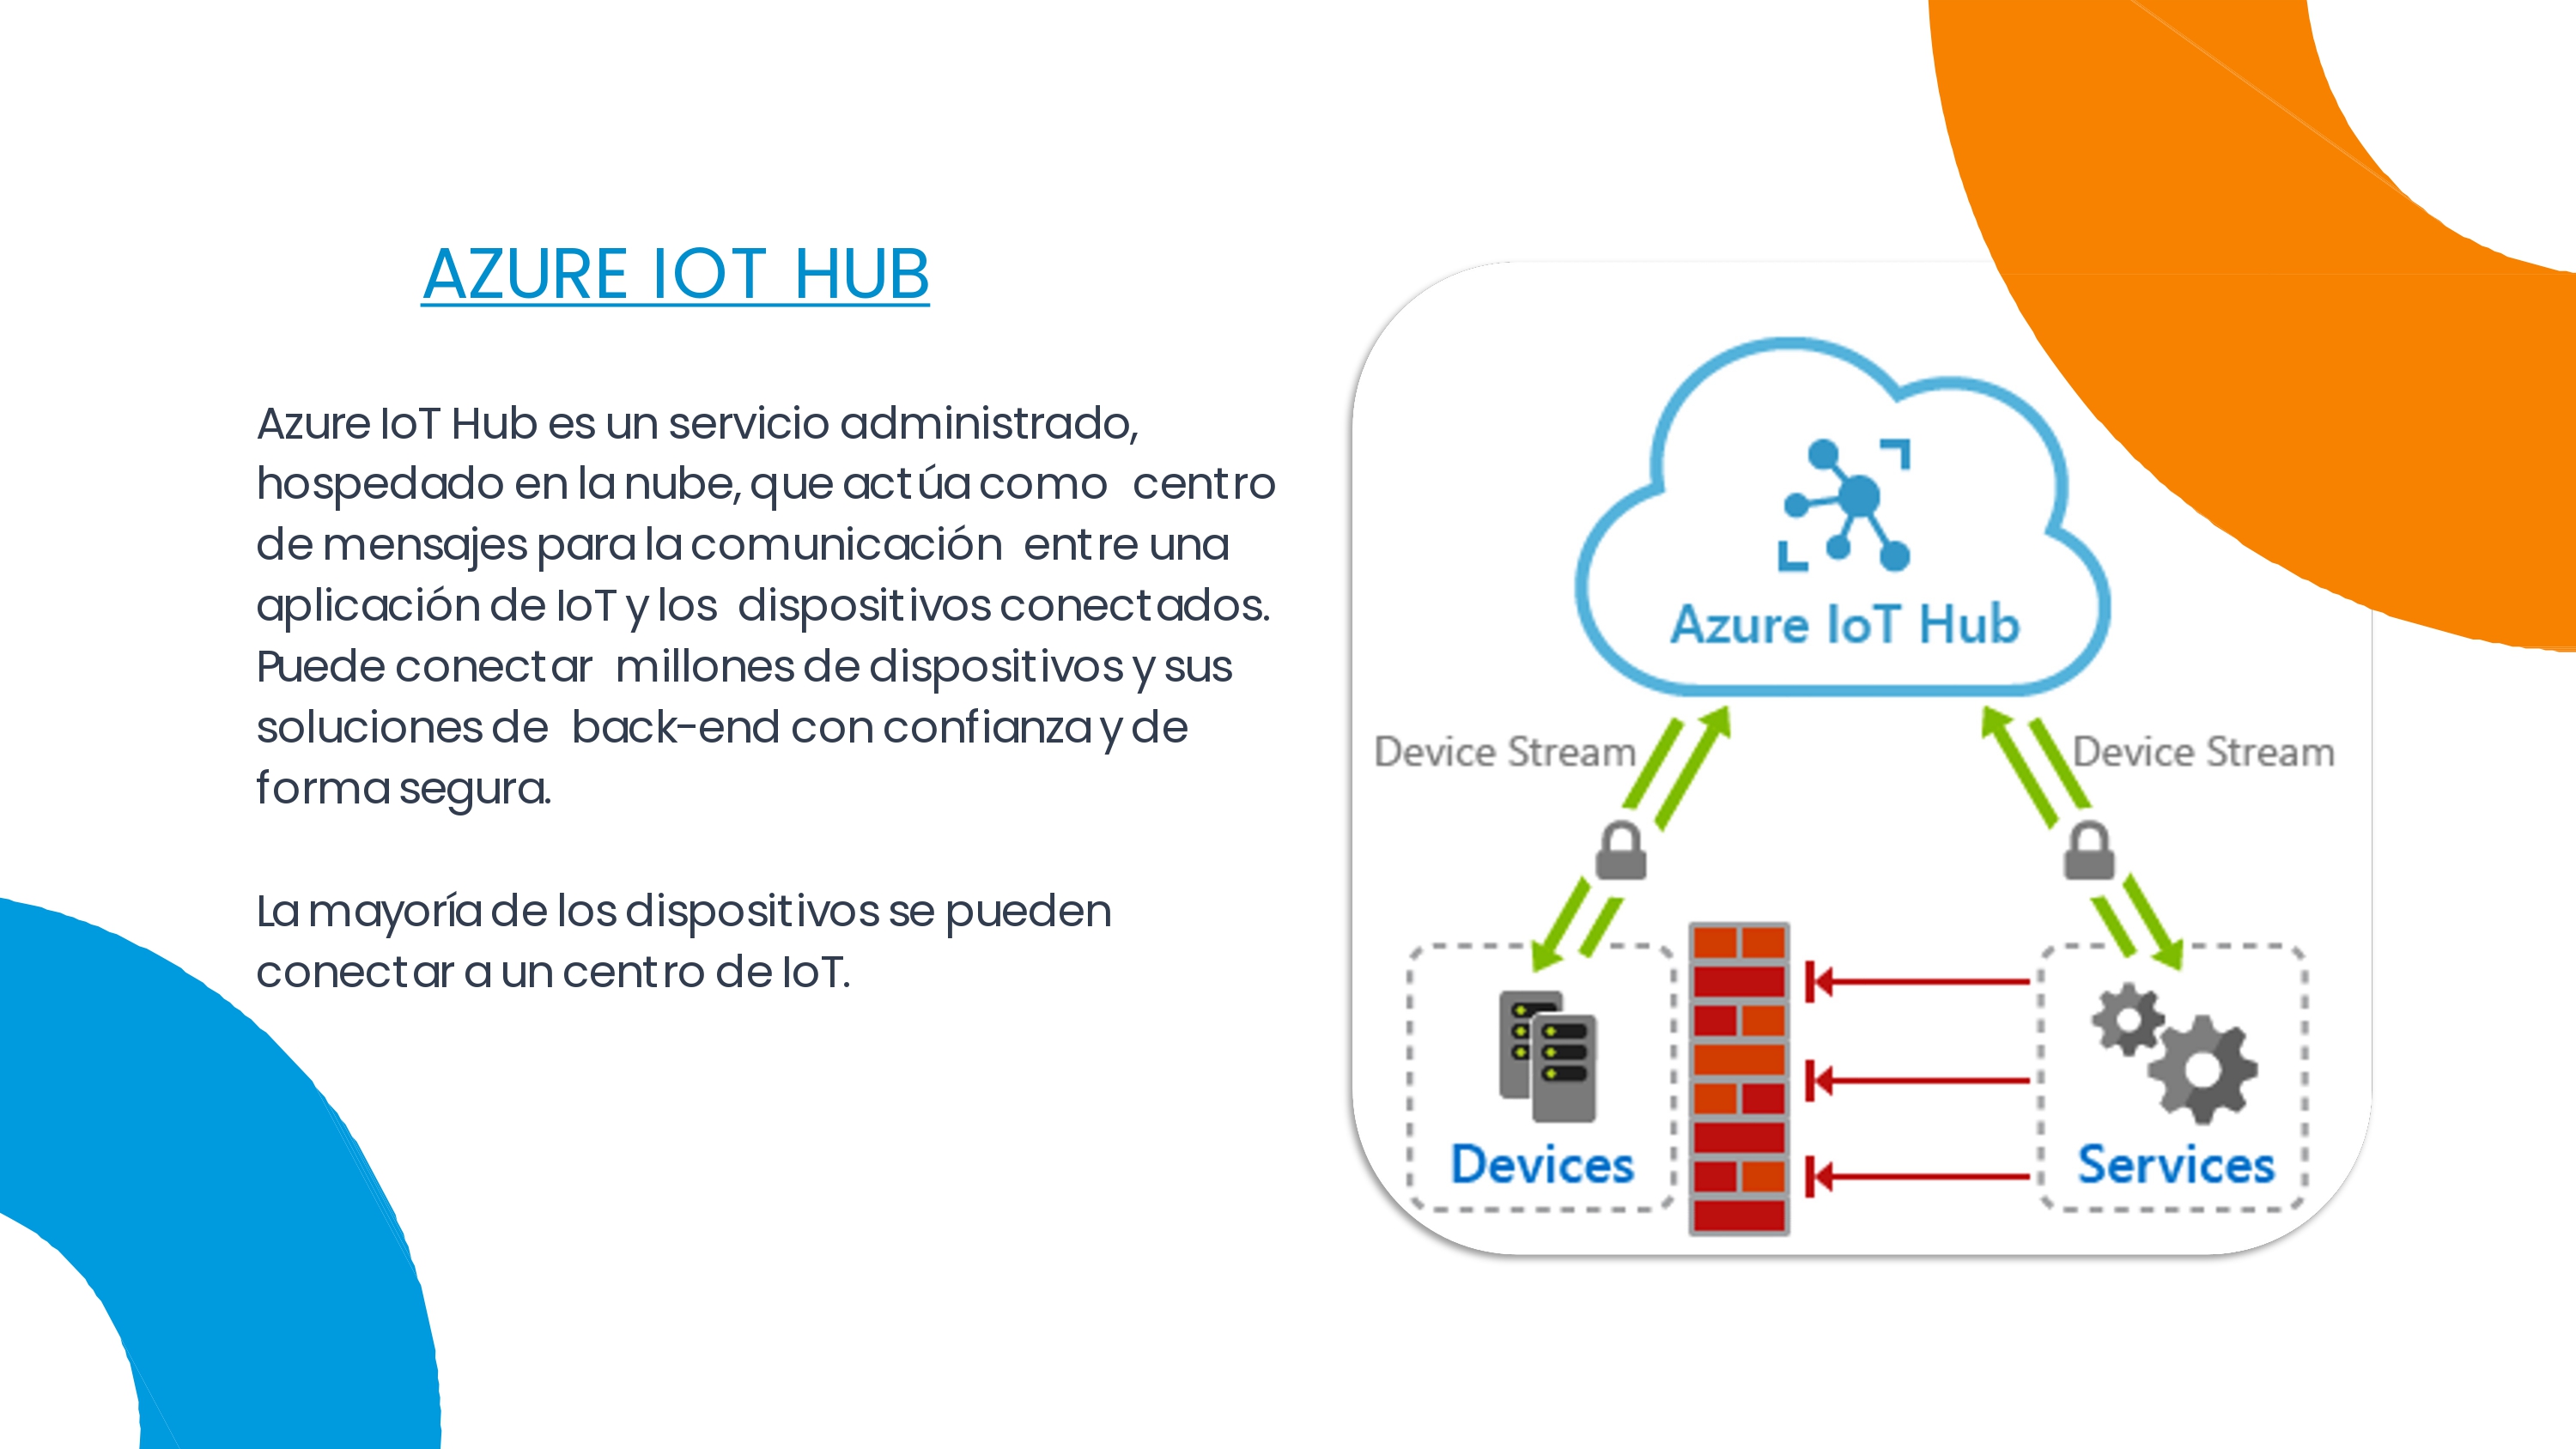 AZURE IOT HUB
Azure IoT Hub es un servicio administrado,
hospedado en la nube, que actúa como centro
de mensajes para la comunicación entre una
aplicación de IoT y los dispositivos conectados.
Puede conectar millones de dispositivos y sus
soluciones de back-end con confianza y de
forma segura.
La mayoría de los dispositivos se pueden
conectar a un centro de IoT.
Azure IoT Hub
Device Stream
Device Stream
Devices
Services